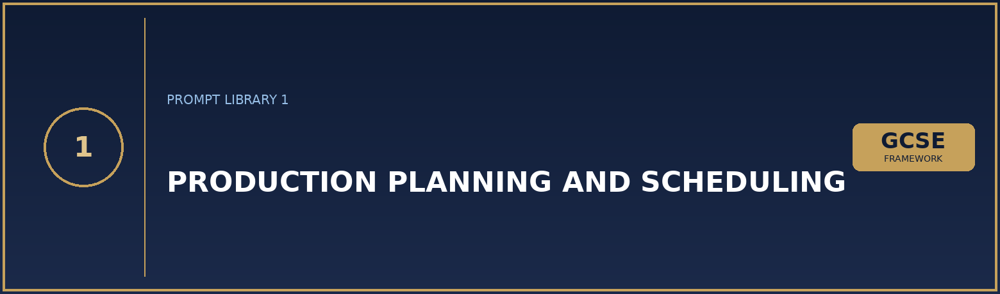 1
PROMPT LIBRARY 1
PRODUCTION PLANNING AND SCHEDULING
GCSE
FRAMEWORK